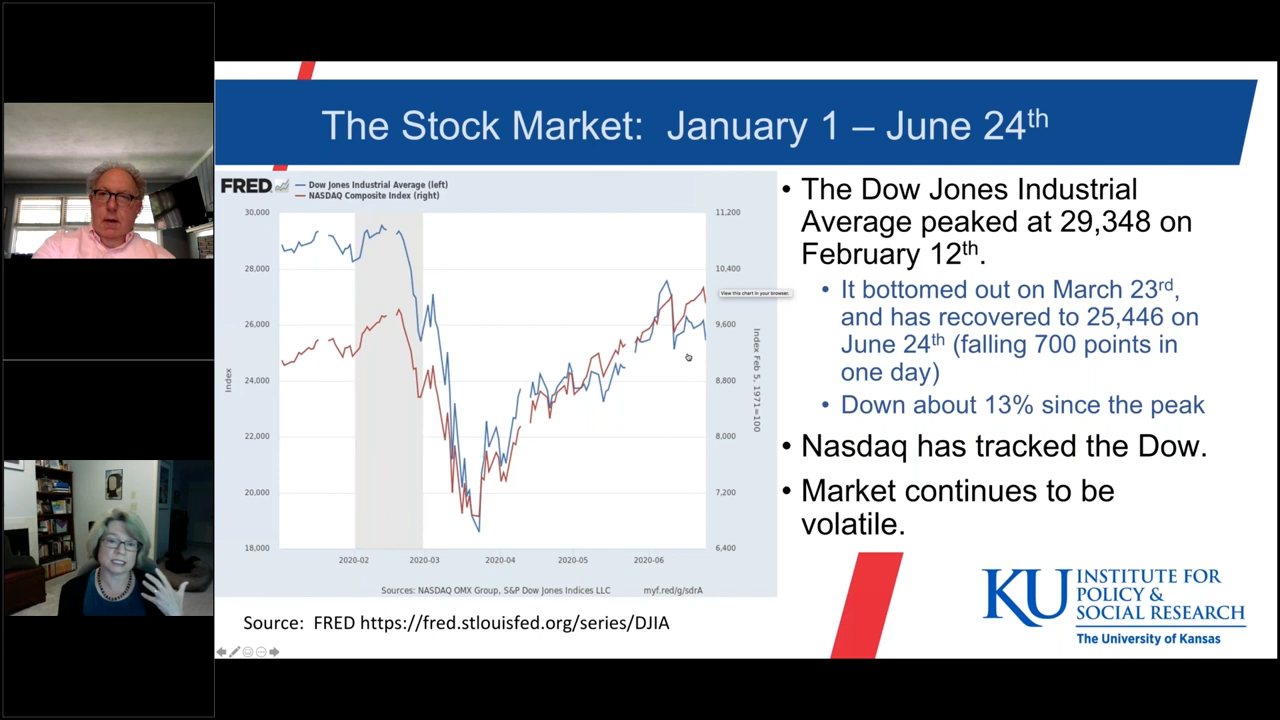 The Stock Market: January 1 – June 24th
FRED
Dow Jones Industrial Average (left)
NASDAQ Composite Index (right)
30,000
28,000
26,000
24,000
22,000
20,000
18,000
Index
11,200
10,400
9,600
8,800
8,000
7,200
6,400
Index Feb 5, 1971=100
View this chart in your browser.
2020-02 2020-03 2020-04 2020-05 2020-06
Sources: NASDAQ OMX Group, S&P Dow Jones Indices LLC myf.red/g/sdrA
Source: FRED https://fred.stlouisfed.org/series/DJIA
• The Dow Jones Industrial
Average peaked at 29,348 on
February 12th.
• It bottomed out on March 23rd,
and has recovered to 25,446 on
June 24th (falling 700 points in
one day)
• Down about 13% since the peak
• Nasdaq has tracked the Dow.
• Market continues to be
volatile.
KU
INSTITUTE FOR
POLICY &
SOCIAL RESEARCH
The University of Kansas